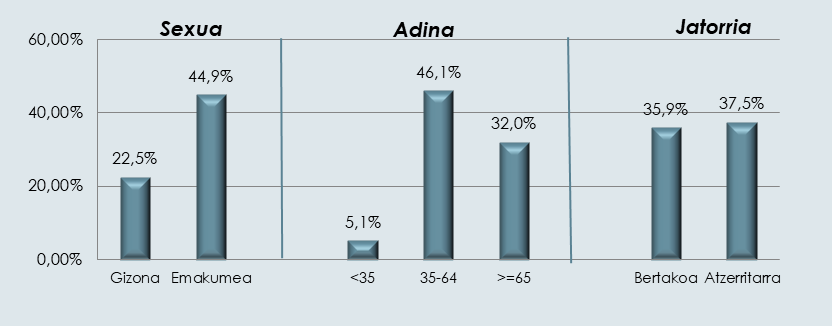 Sexua
Adina
Jatorria
60,00%
40,00%
20,00%
0,00%
22,5%
44,9%
5,1%
46,1%
32,0%
35,9%
37,5%
Gizona
Emakumea
<35
35-64
>=65
Bertakoa
Atzerritarra